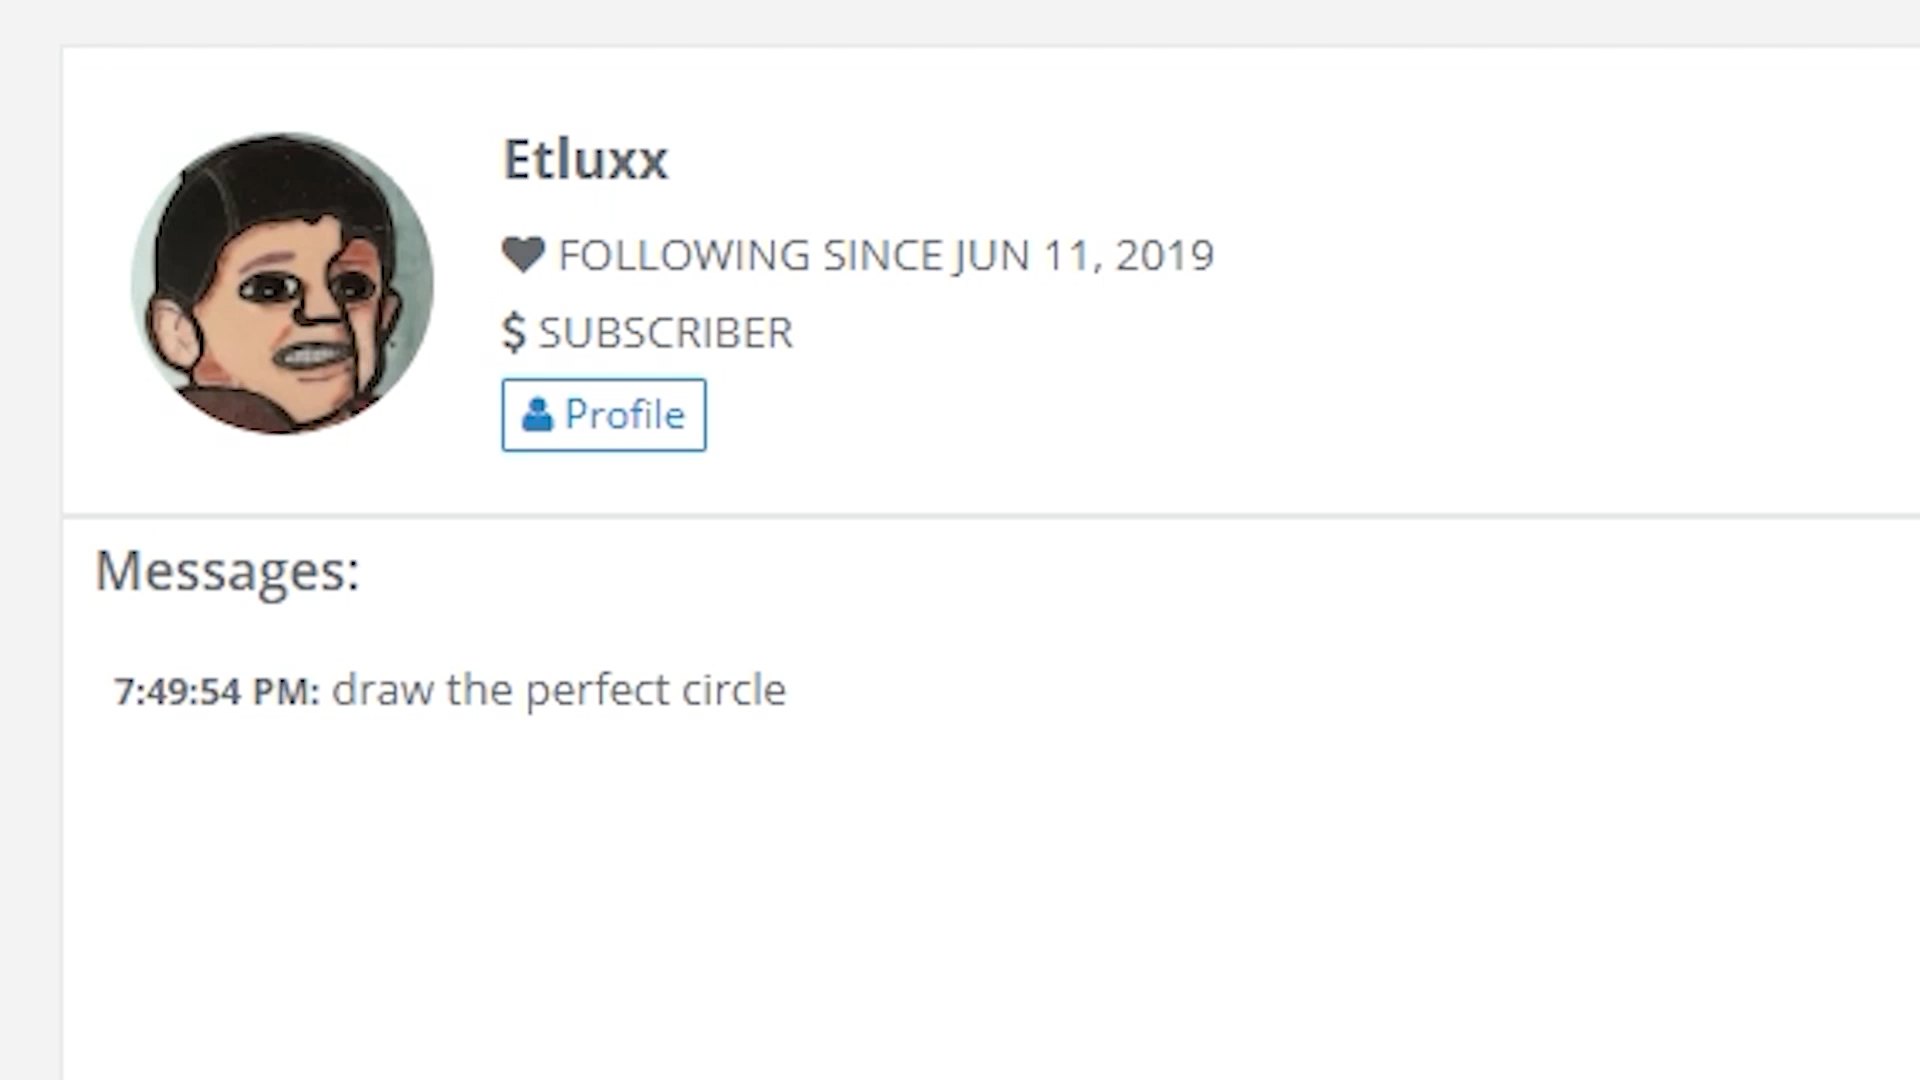 Etluxx
FOLLOWING SINCE JUN 11, 2019
$ SUBSCRIBER
Profile
Messages:
7:49:54 PM: draw the perfect circle